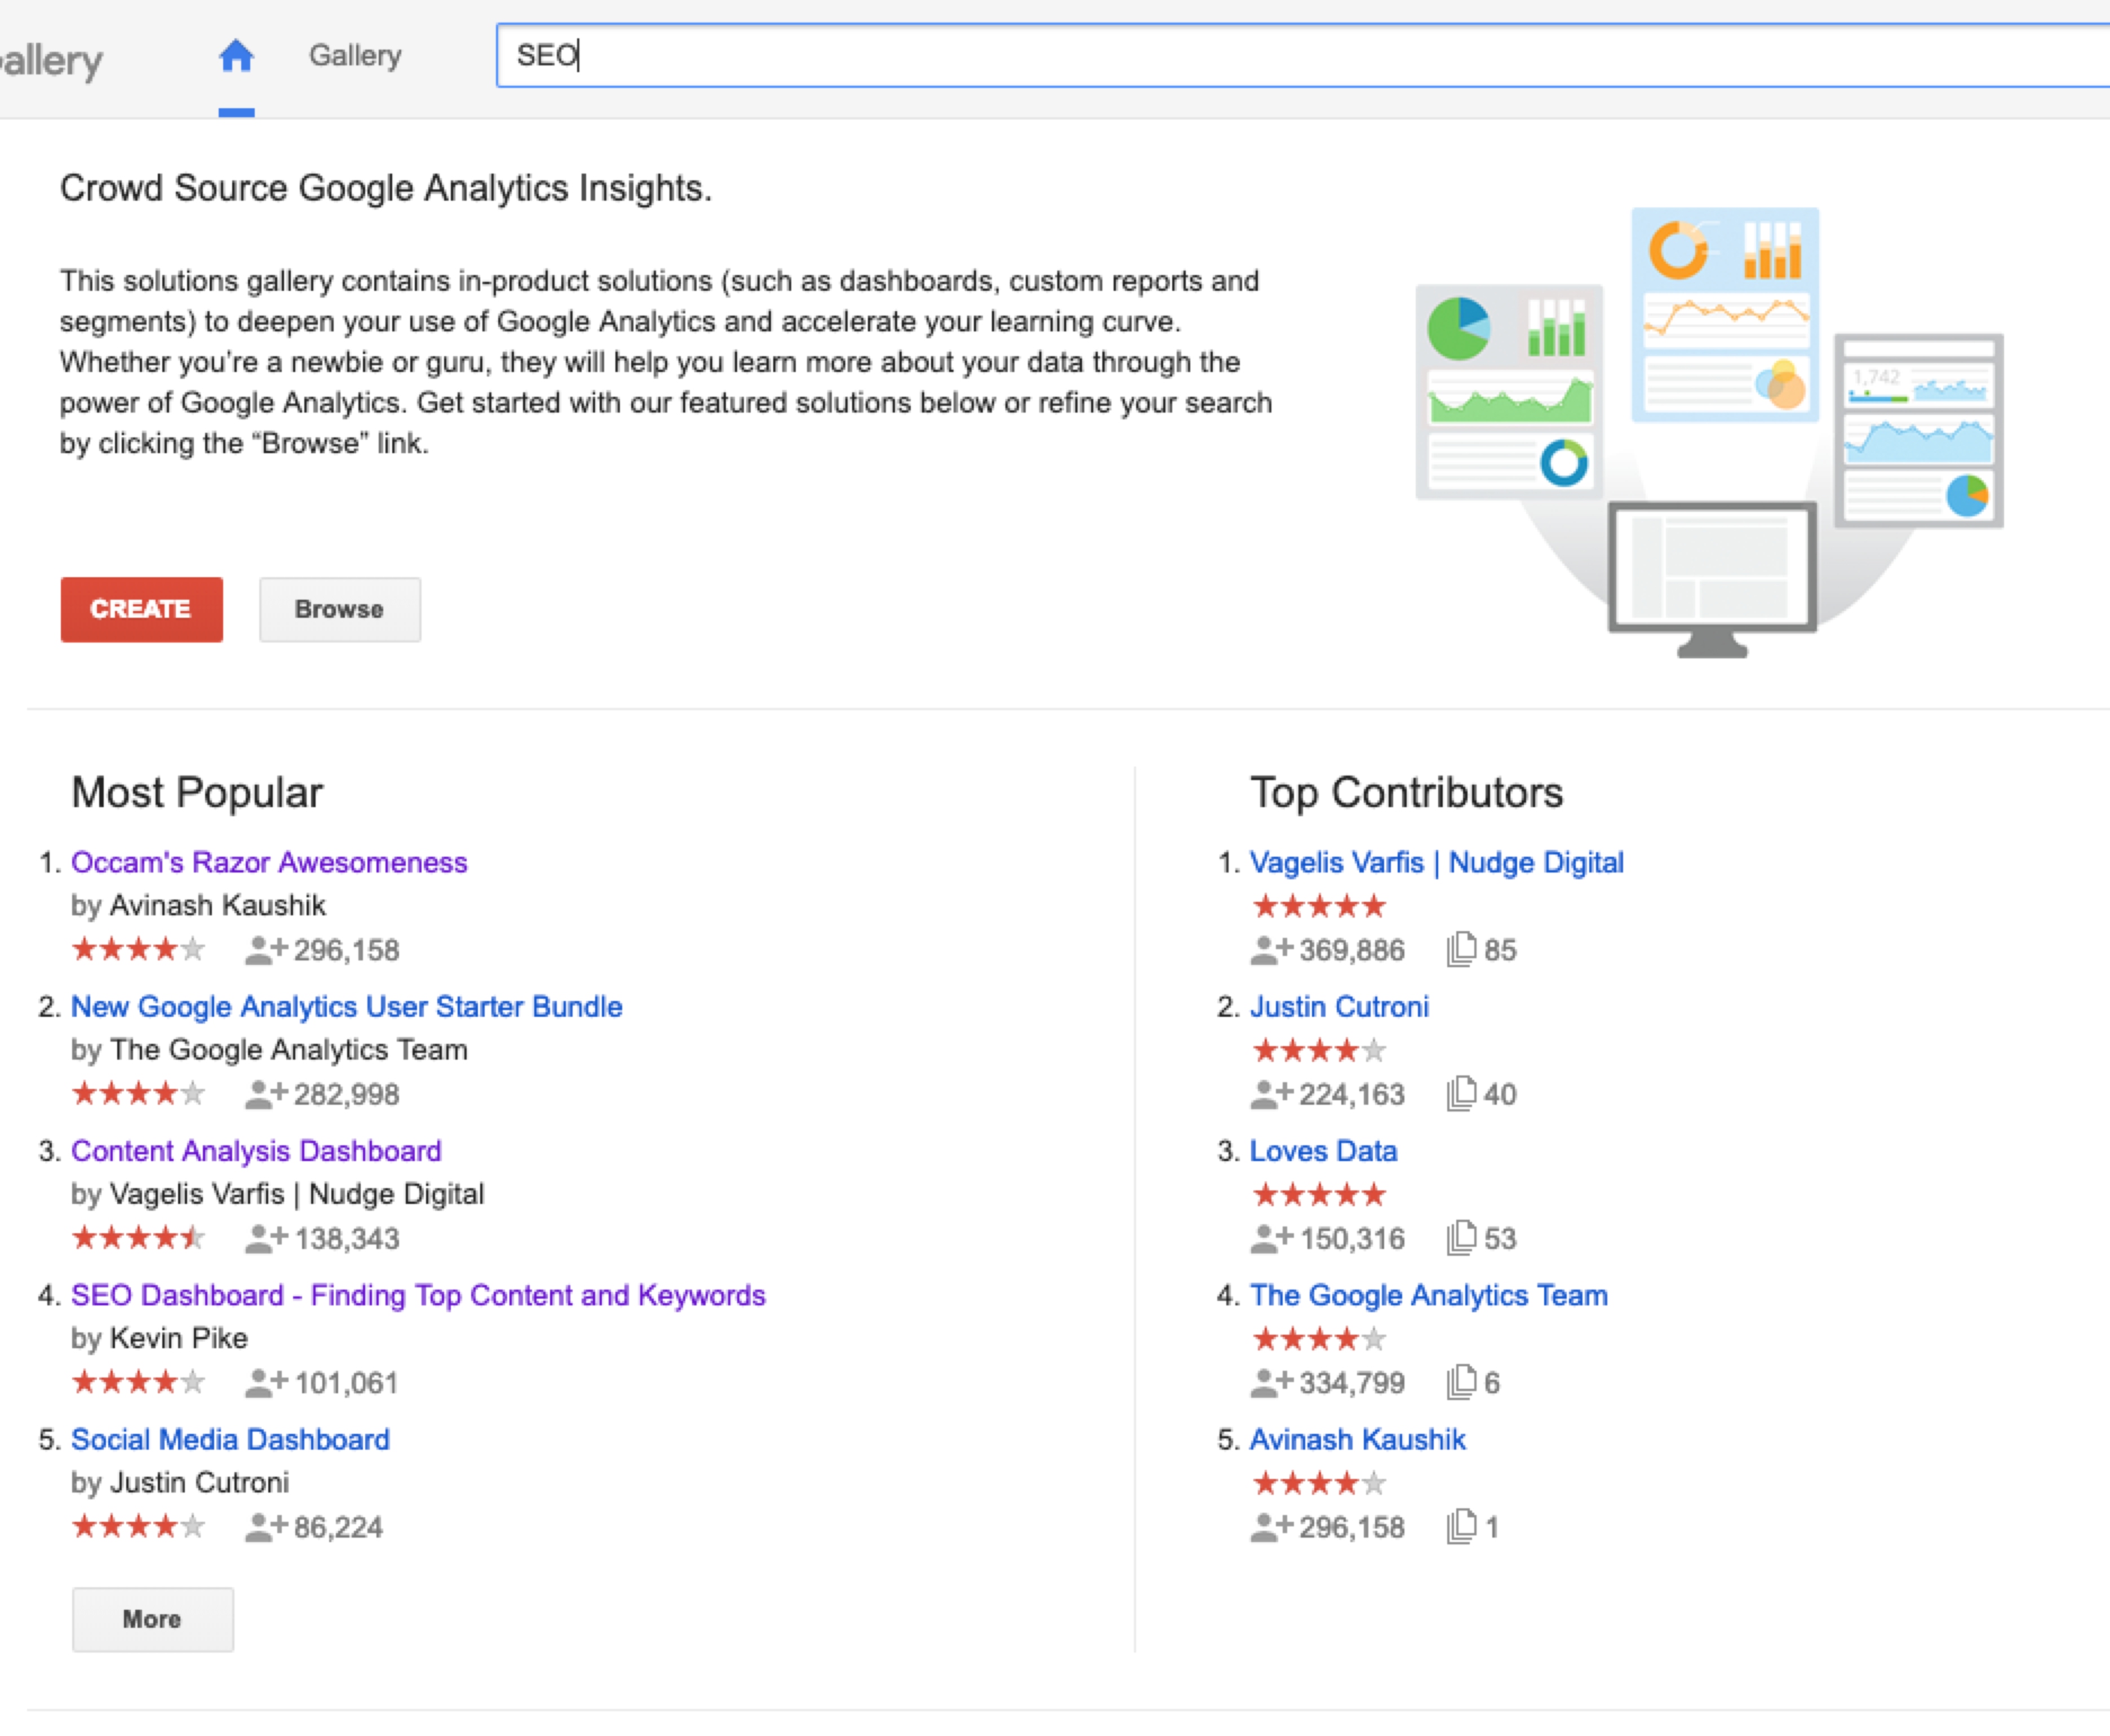 allery
Gallery
SEO
Crowd Source Google Analytics Insights.
This solutions gallery contains in-product solutions (such as dashboards, custom reports and
segments) to deepen your use of Google Analytics and accelerate your learning curve.
Whether you're a newbie or guru, they will help you learn more about your data through the
power of Google Analytics. Get started with our featured solutions below or refine your search
by clicking the “Browse” link.
1,742
CREATE
Browse
Most Popular
1. Occam's Razor Awesomeness
by Avinash Kaushik
296,158
2. New Google Analytics User Starter Bundle
by The Google Analytics Team
282,998
3. Content Analysis Dashboard
by Vagelis Varfis | Nudge Digital
138,343
4. SEO Dashboard - Finding Top Content and Keywords
by Kevin Pike
101,061
5. Social Media Dashboard
by Justin Cutroni
86,224
More
Top Contributors
1. Vagelis Varfis | Nudge Digital
369,886 85
2. Justin Cutroni
224,163 40
3. Loves Data
150,316 53
4. The Google Analytics Team
334,799 6
5. Avinash Kaushik
296,158 1